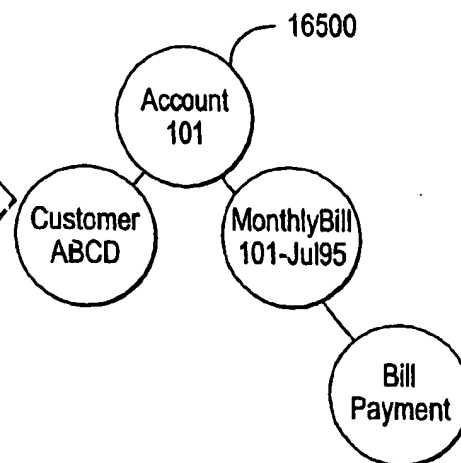 16500
Account
101
Customer
ABCD
MonthlyBill
101-Jul95
Bill
Payment